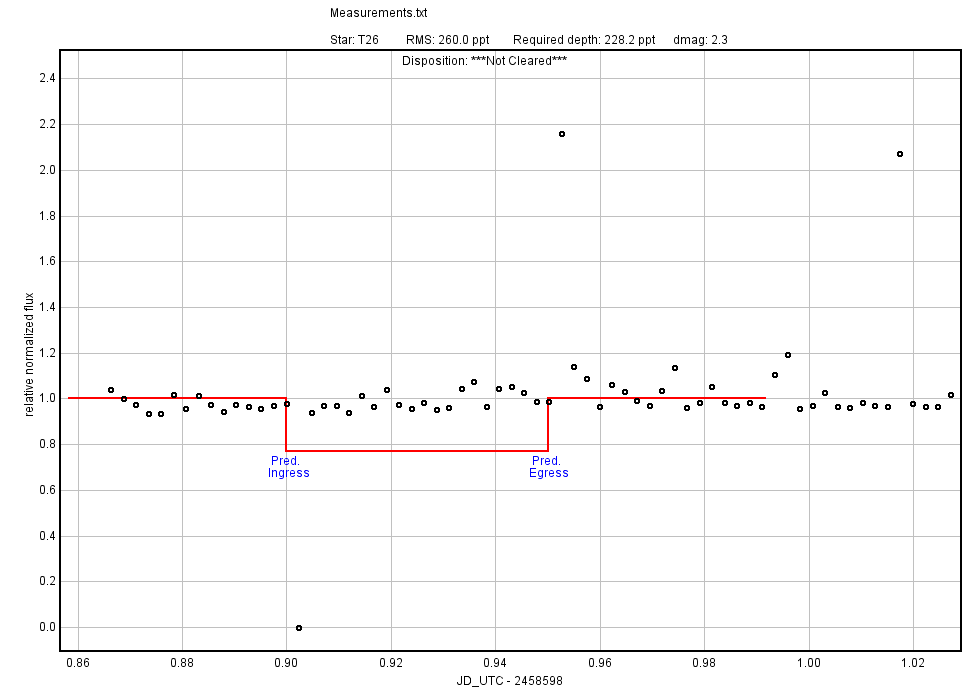 Measurements.txt
Star: T26 RMS: 260.0 ppt Required depth: 228.2 ppt dmag: 2.3
Disposition: ***Not Cleared***
2.4
2.2
2.0
1.8
1.6
1.4
1.2
1.0
0.8
0.6
0.4
0.2
0.0
relative normalized flux
Pred.
Ingress
Pred.
Egress
0.86 0.88 0.90 0.92 0.94 0.96 0.98 1.00 1.02
JD_UTC - 2458598